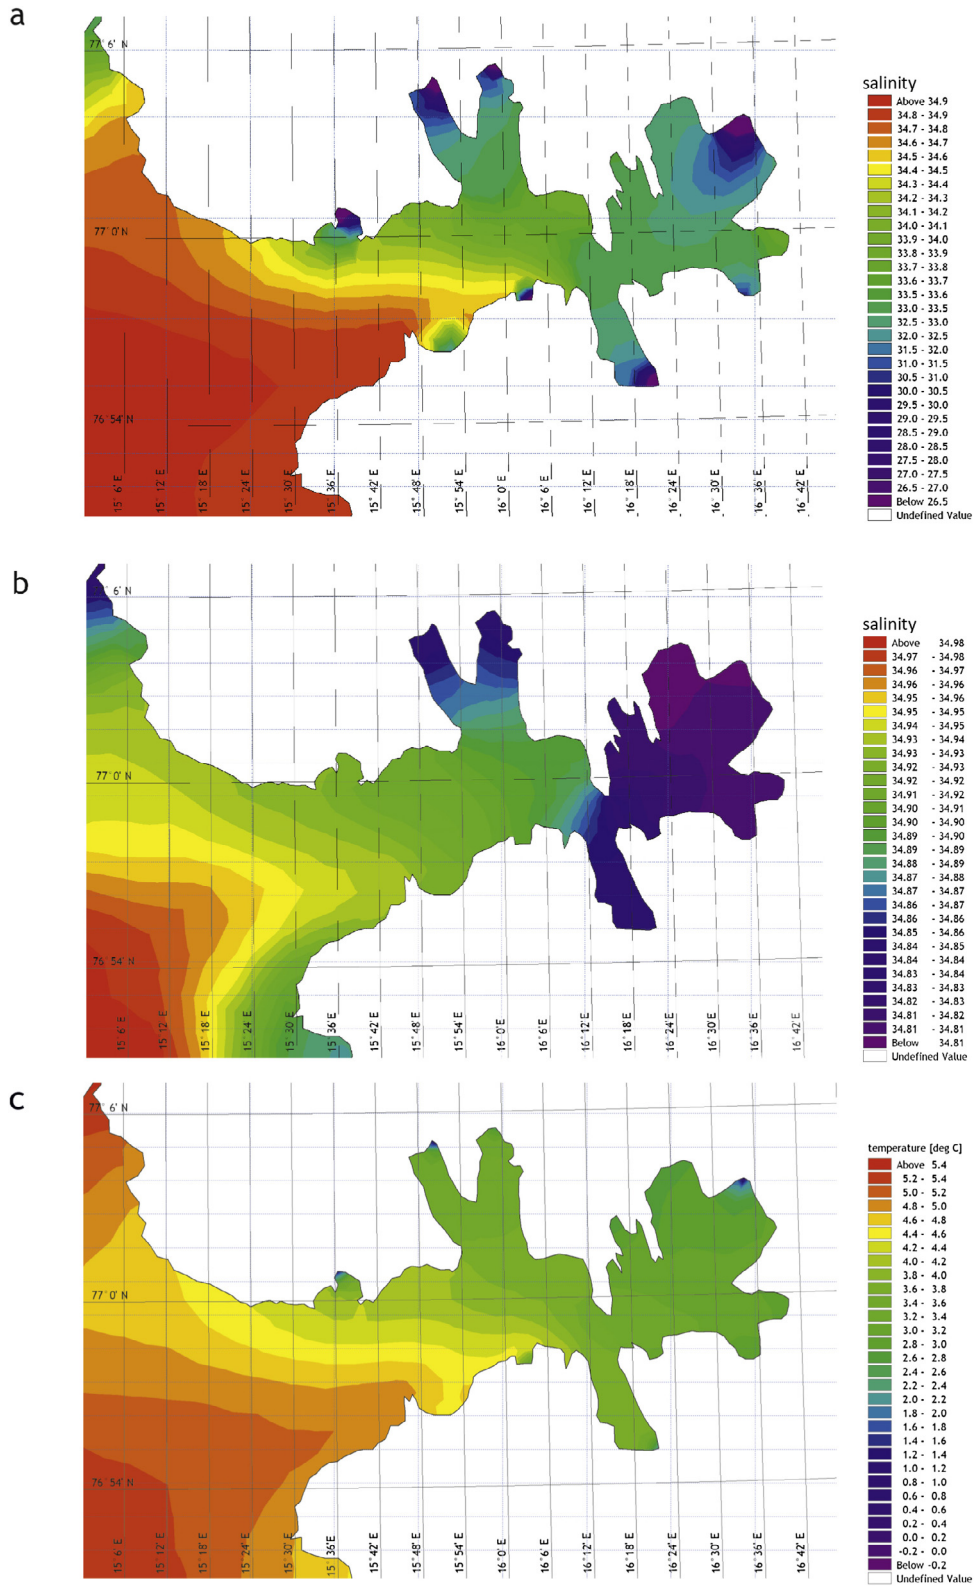 a
77° 6' N
77° 0' N
76° 54' N
15° 6' E 15° 12' E 15° 18' E 15° 24' E 15° 30' E 15° 36' E 15° 42' E 15° 48' E 15° 54' E 16° 0' E 16° 6' E 16° 12' E 16° 18' E 16° 24' E 16° 30' E 16° 36' E 16° 42' E
salinity
Above 34.9
34.8 - 34.9
34.7 - 34.8
34.6 - 34.7
34.5 - 34.6
34.4 - 34.5
34.3 - 34.4
34.2 - 34.3
34.1 - 34.2
34.0 - 34.1
33.9 - 34.0
33.8 - 33.9
33.7 - 33.8
33.6 - 33.7
33.5 - 33.6
33.0 - 33.5
32.5 - 33.0
32.0 - 32.5
31.5 - 32.0
31.0 - 31.5
30.5 - 31.0
30.0 - 30.5
29.5 - 30.0
29.0 - 29.5
28.5 - 29.0
28.0 - 28.5
27.5 - 28.0
27.0 - 27.5
26.5 - 27.0
Below 26.5
Undefined Value
b
6' N
77° 0' N
76° 54' N
15° 6' E 15° 12' E 15° 18' E 15° 24' E 15° 30' E 15° 36' E 15° 42' E 15° 48' E 15° 54' E 16° 0' E 16° 6' E 16° 12' E 16° 18' E 16° 24' E 16° 30' E 16° 36' E 16° 42' E
salinity
Above 34.98
34.97 - 34.98
34.96 - 34.97
34.96 - 34.96
34.95 - 34.96
34.95 - 34.95
34.94 - 34.95
34.93 - 34.94
34.93 - 34.93
34.92 - 34.93
34.92 - 34.92
34.91 - 34.92
34.90 - 34.91
34.90 - 34.90
34.89 - 34.90
34.89 - 34.89
34.88 - 34.89
34.87 - 34.88
34.87 - 34.87
34.86 - 34.87
34.86 - 34.86
34.85 - 34.86
34.84 - 34.85
34.84 - 34.84
34.83 - 34.84
34.83 - 34.83
34.82 - 34.83
34.81 - 34.82
34.81 - 34.81
Below 34.81
Undefined Value
c
77° 6' N
77° 0' N
76° 54' N
15° 6' E 15° 12' E 15° 18' E 15° 24' E 15° 30' E 15° 36' E 15° 42' E 15° 48' E 15° 54' E 16° 0' E 16° 6' E 16° 12' E 16° 18' E 16° 24' E 16° 30' E 16° 36' E 16° 42' E
temperature [deg C]
Above 5.4
5.2 - 5.4
5.0 - 5.2
4.8 - 5.0
4.6 - 4.8
4.4 - 4.6
4.2 - 4.4
4.0 - 4.2
3.8 - 4.0
3.6 - 3.8
3.4 - 3.6
3.2 - 3.4
3.0 - 3.2
2.8 - 3.0
2.6 - 2.8
2.4 - 2.6
2.2 - 2.4
2.0 - 2.2
1.8 - 2.0
1.6 - 1.8
1.4 - 1.6
1.2 - 1.4
1.0 - 1.2
0.8 - 1.0
0.6 - 0.8
0.4 - 0.6
0.2 - 0.4
0.0 - 0.2
-0.2 - 0.0
Below -0.2
Undefined Value